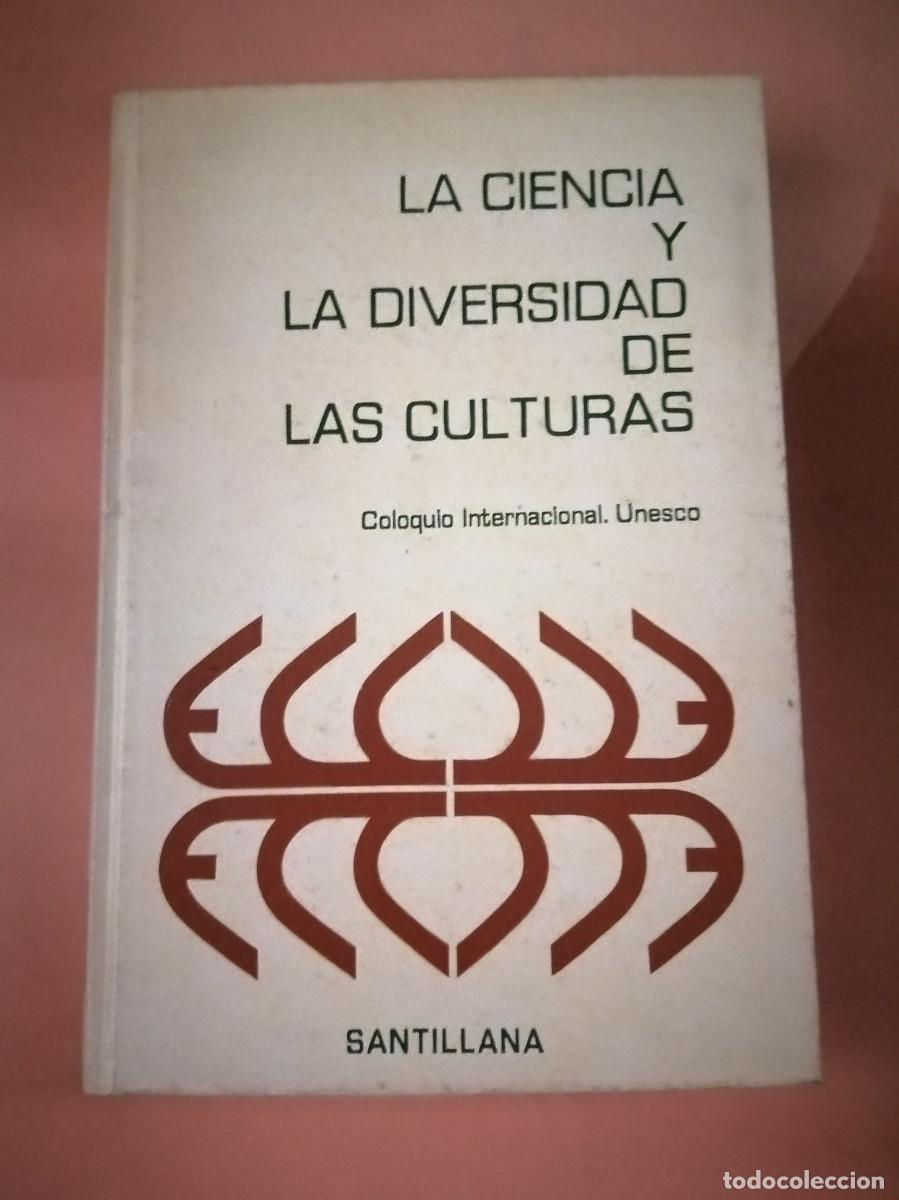 LA CIENCIA
Y
LA DIVERSIDAD
DE
LAS CULTURAS
Coloquio Internacional. Unesco
SANTILLANA
todocoleccion